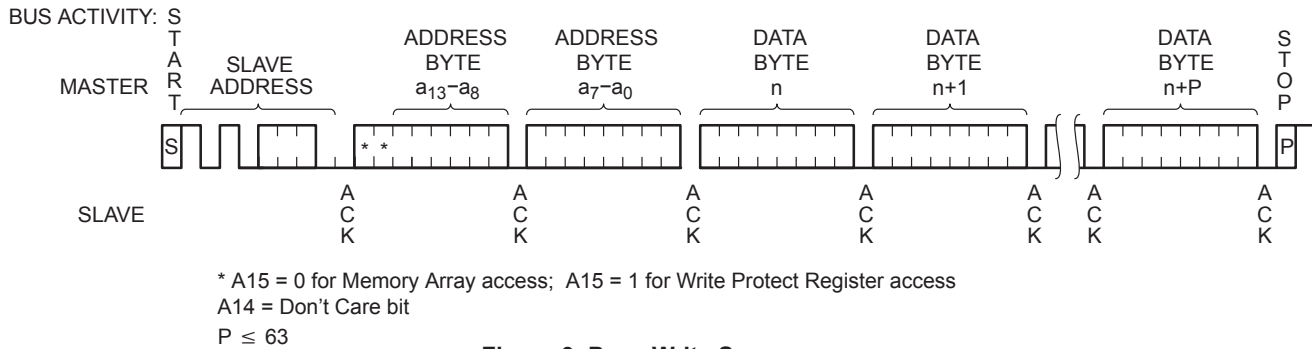 BUS ACTIVITY:
MASTER
START
SLAVE
ADDRESS
ADDRESS
BYTE
a13−a8
ADDRESS
BYTE
a7−a0
DATA
BYTE
n
DATA
BYTE
n+1
DATA
BYTE
n+P
STOP
S
* *
P
SLAVE
ACK
ACK
ACK
ACK
ACK
ACK
ACK
* A15 = 0 for Memory Array access; A15 = 1 for Write Protect Register access
A14 = Don't Care bit
P ≤ 63